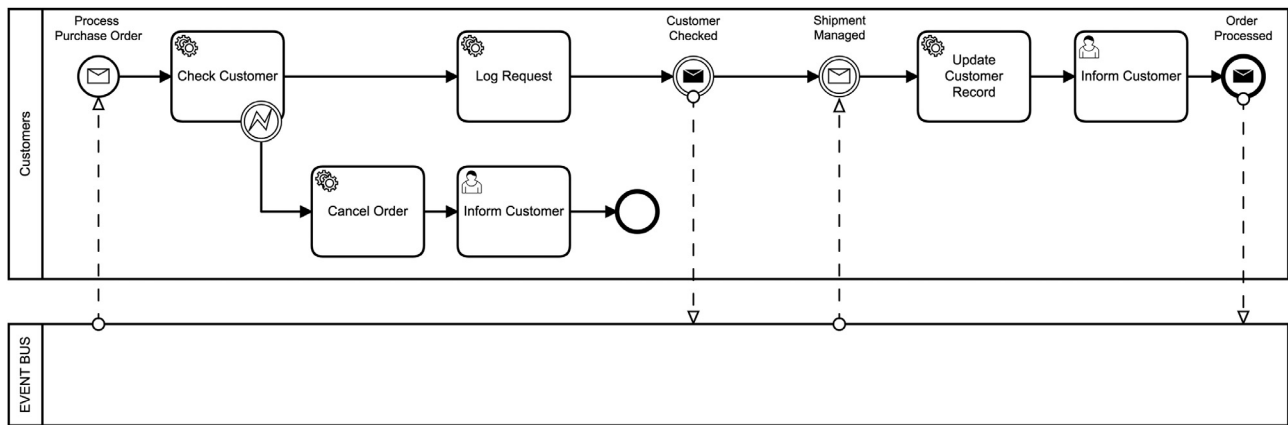 Process
Purchase Order
Customer
Checked
Shipment
Managed
Order
Processed
Customers
Check Customer
Log Request
Update
Customer
Record
Inform Customer
Cancel Order
Inform Customer
EVENT BUS